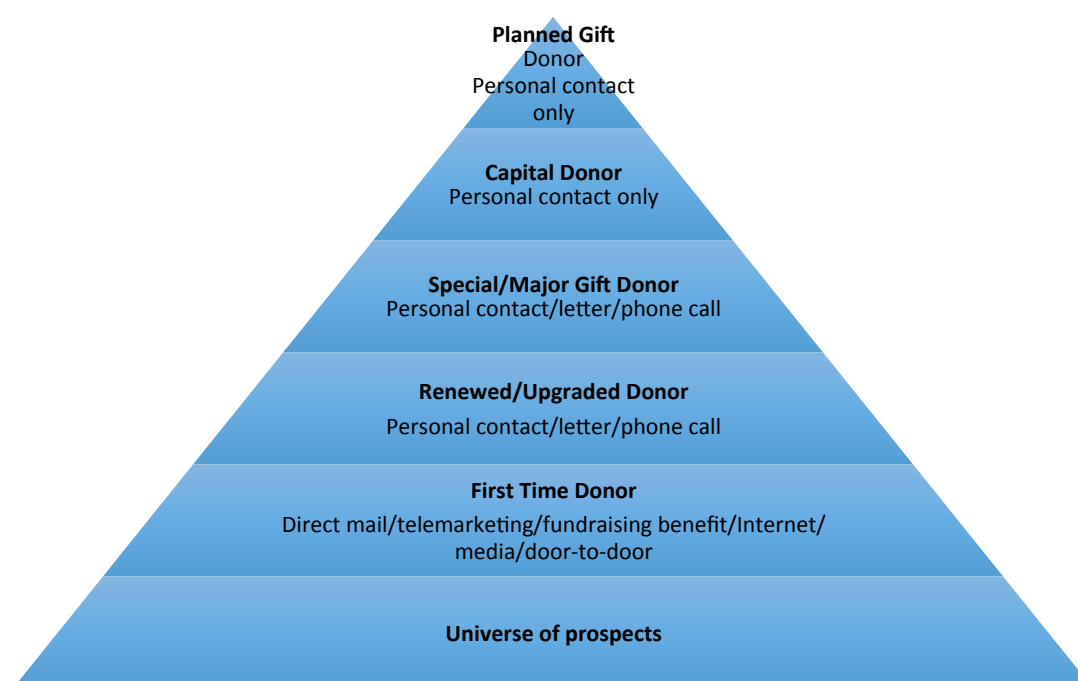 Planned Gift
Donor
Personal contact
only
Capital Donor
Personal contact only
Special/Major Gift Donor
Personal contact/letter/phone call
Renewed/Upgraded Donor
Personal contact/letter/phone call
First Time Donor
Direct mail/telemarketing/fundraising benefit/Internet/
media/door-to-door
Universe of prospects